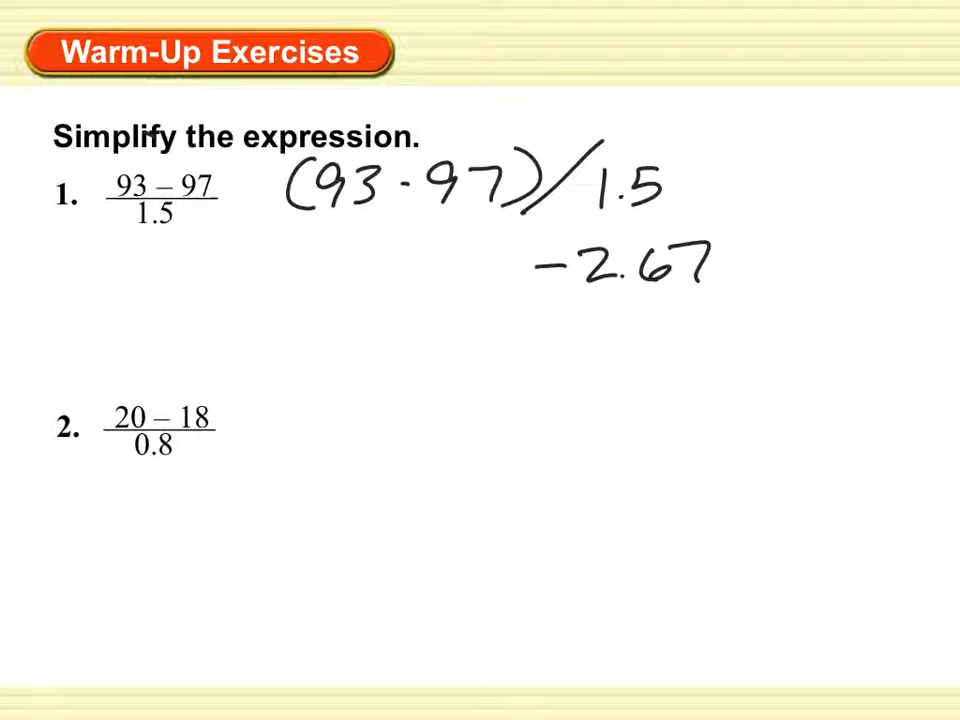 Warm-Up Exercises
Simplify the expression.
1. 93 – 97
1.5
(93 - 97) / 1.5
-2.67
2. 20 – 18
0.8